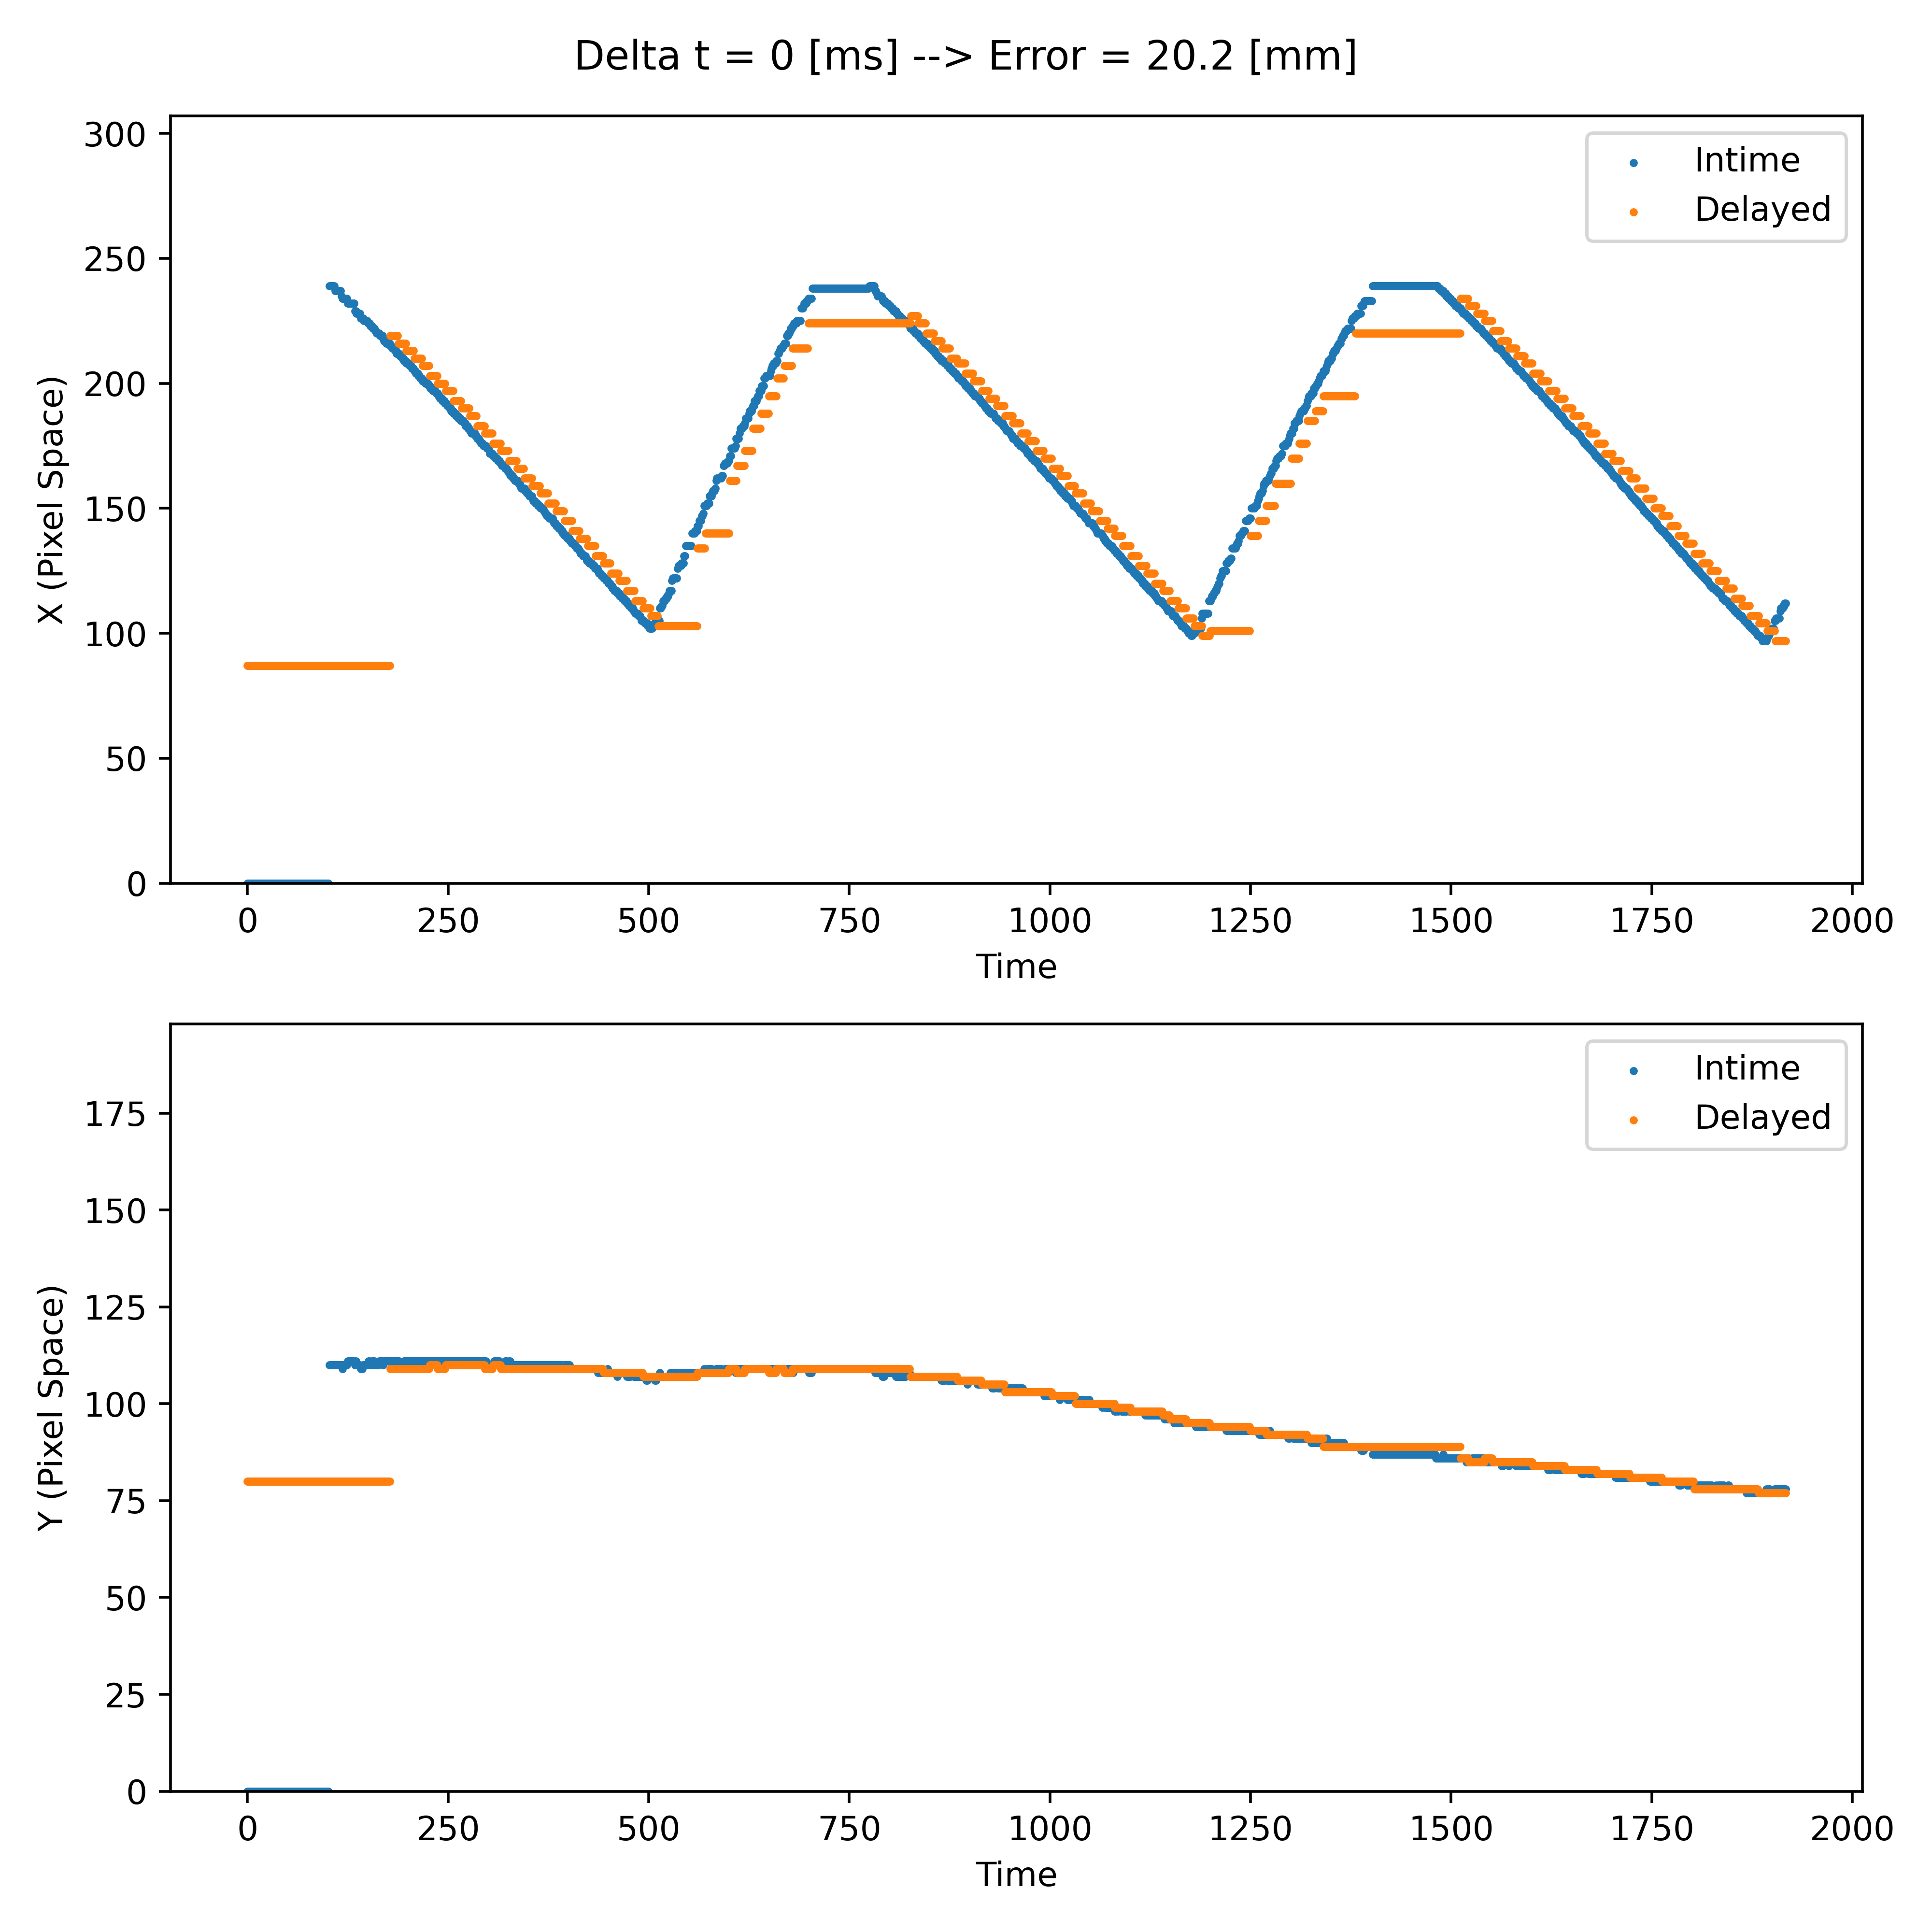 Delta t = 0 [ms] --> Error = 20.2 [mm]
300
250
200
150
100
50
0
X (Pixel Space)
Intime
Delayed
0 250 500 750 1000 1250 1500 1750 2000
Time
175
150
125
100
75
50
25
0
Y (Pixel Space)
Intime
Delayed
0 250 500 750 1000 1250 1500 1750 2000
Time